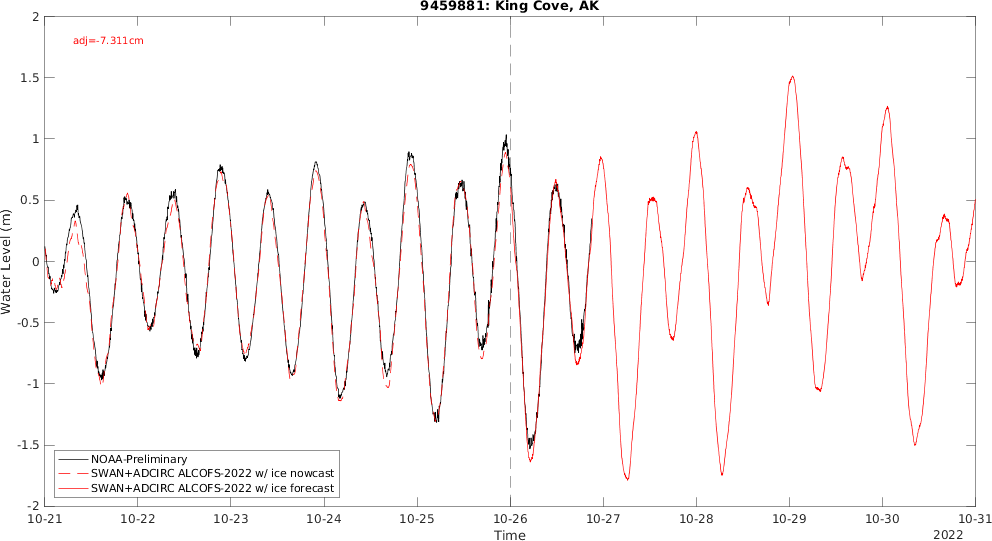 9459881: King Cove, AK
adj=-7.311cm
2
1.5
1
0.5
0
-0.5
-1
-1.5
-2
Water Level (m)
NOAA-Preliminary
SWAN+ADCIRC ALCOFS-2022 w/ ice nowcast
SWAN+ADCIRC ALCOFS-2022 w/ ice forecast
10-21 10-22 10-23 10-24 10-25 10-26 10-27 10-28 10-29 10-30 10-31
Time
2022